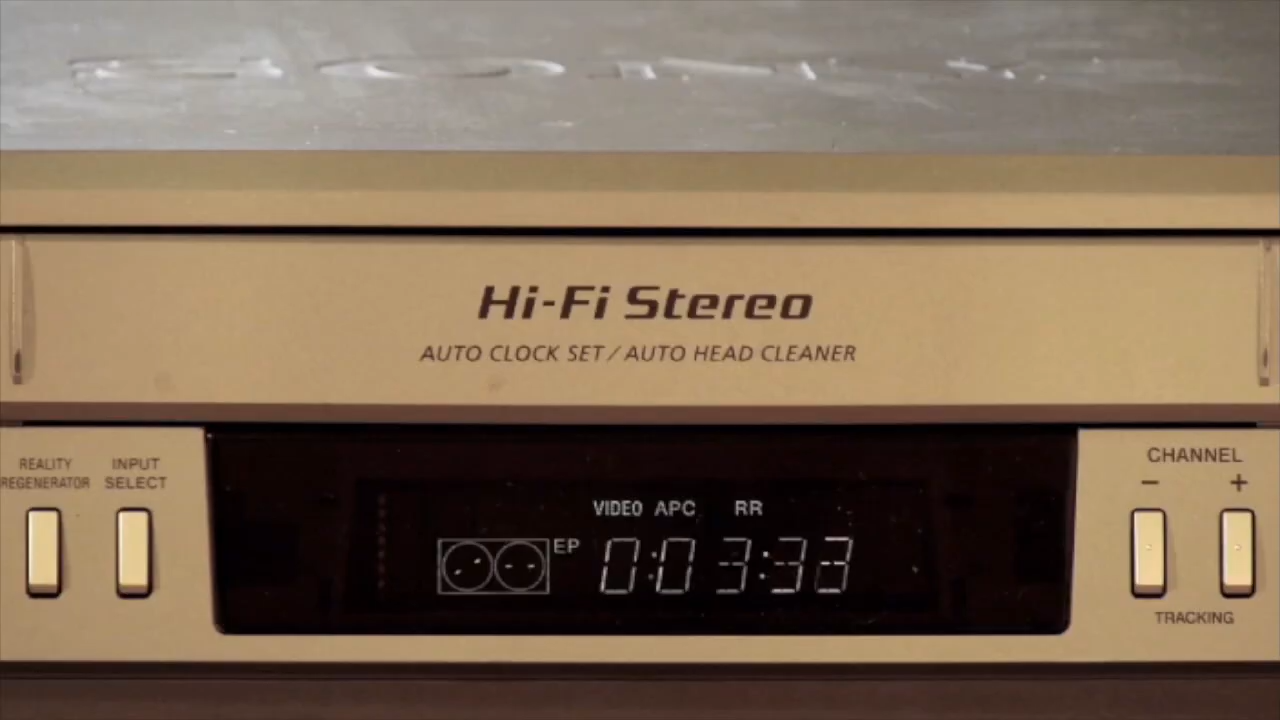 Hi-Fi Stereo
AUTO CLOCK SET / AUTO HEAD CLEANER
REALITY REGENERATOR
INPUT SELECT
VIDEO APC RR
EP 0:03:33
CHANNEL
- +
TRACKING